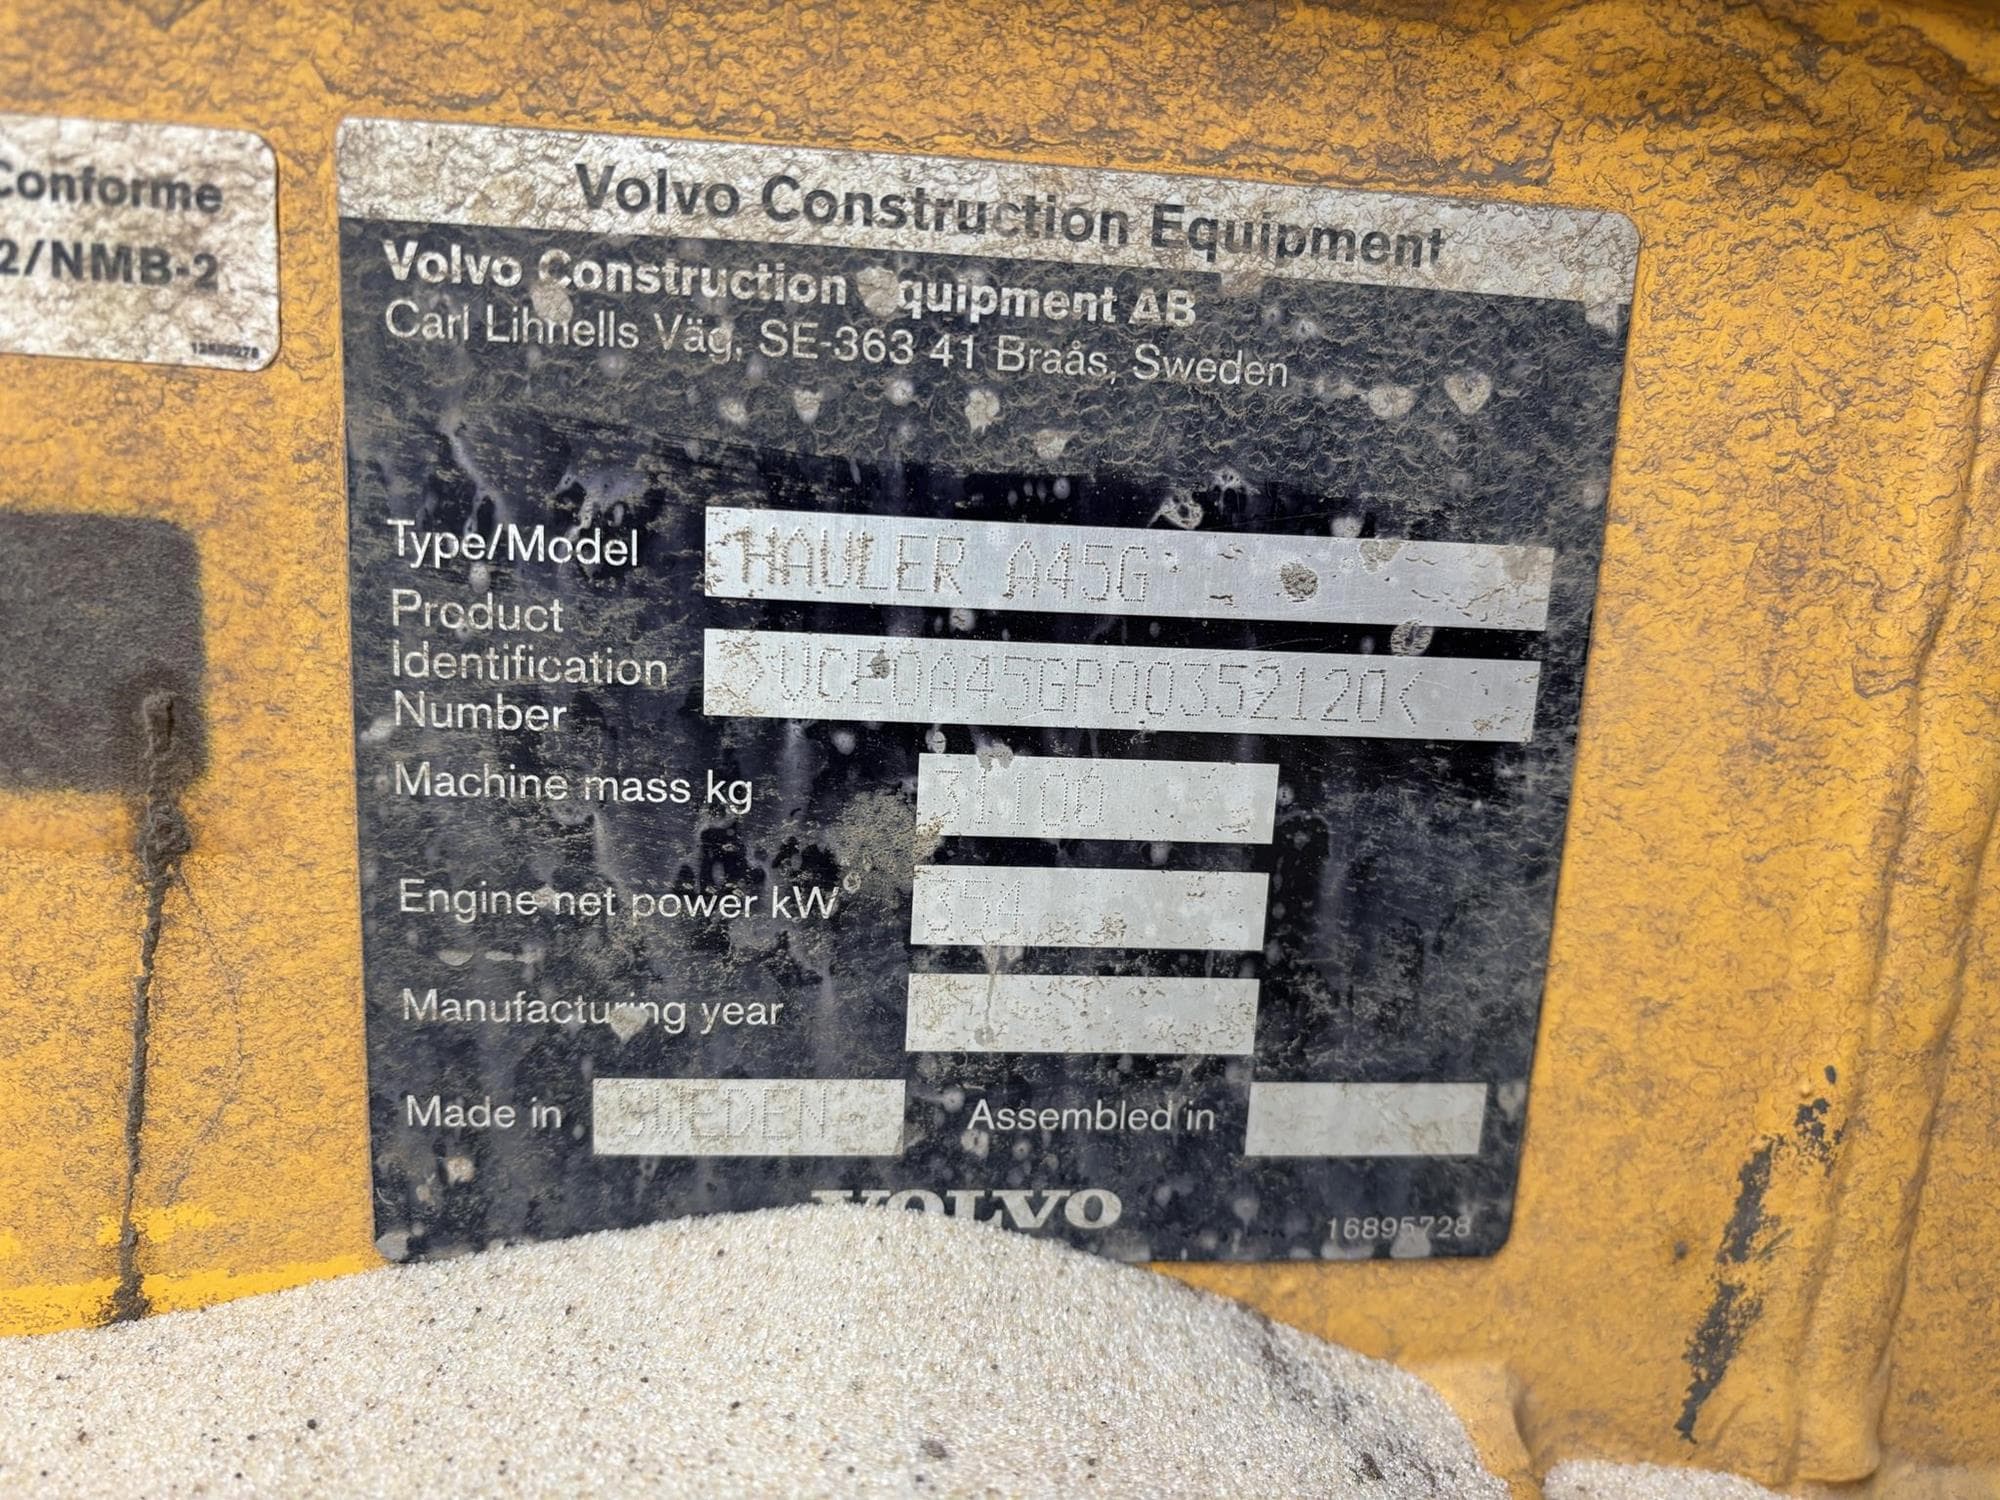 Conforme
2/NMB-2
Volvo Construction Equipment
Volvo Construction Equipment AB
Carl Lihnells Väg, SE-363 41 Braås, Sweden
Type/Model HAULER A45G
Product
Identification
Number >VCE0A45GP00352120<
Machine mass kg 31100
Engine net power kW 354
Manufacturing year
Made in SWEDEN Assembled in
VOLVO
16895728